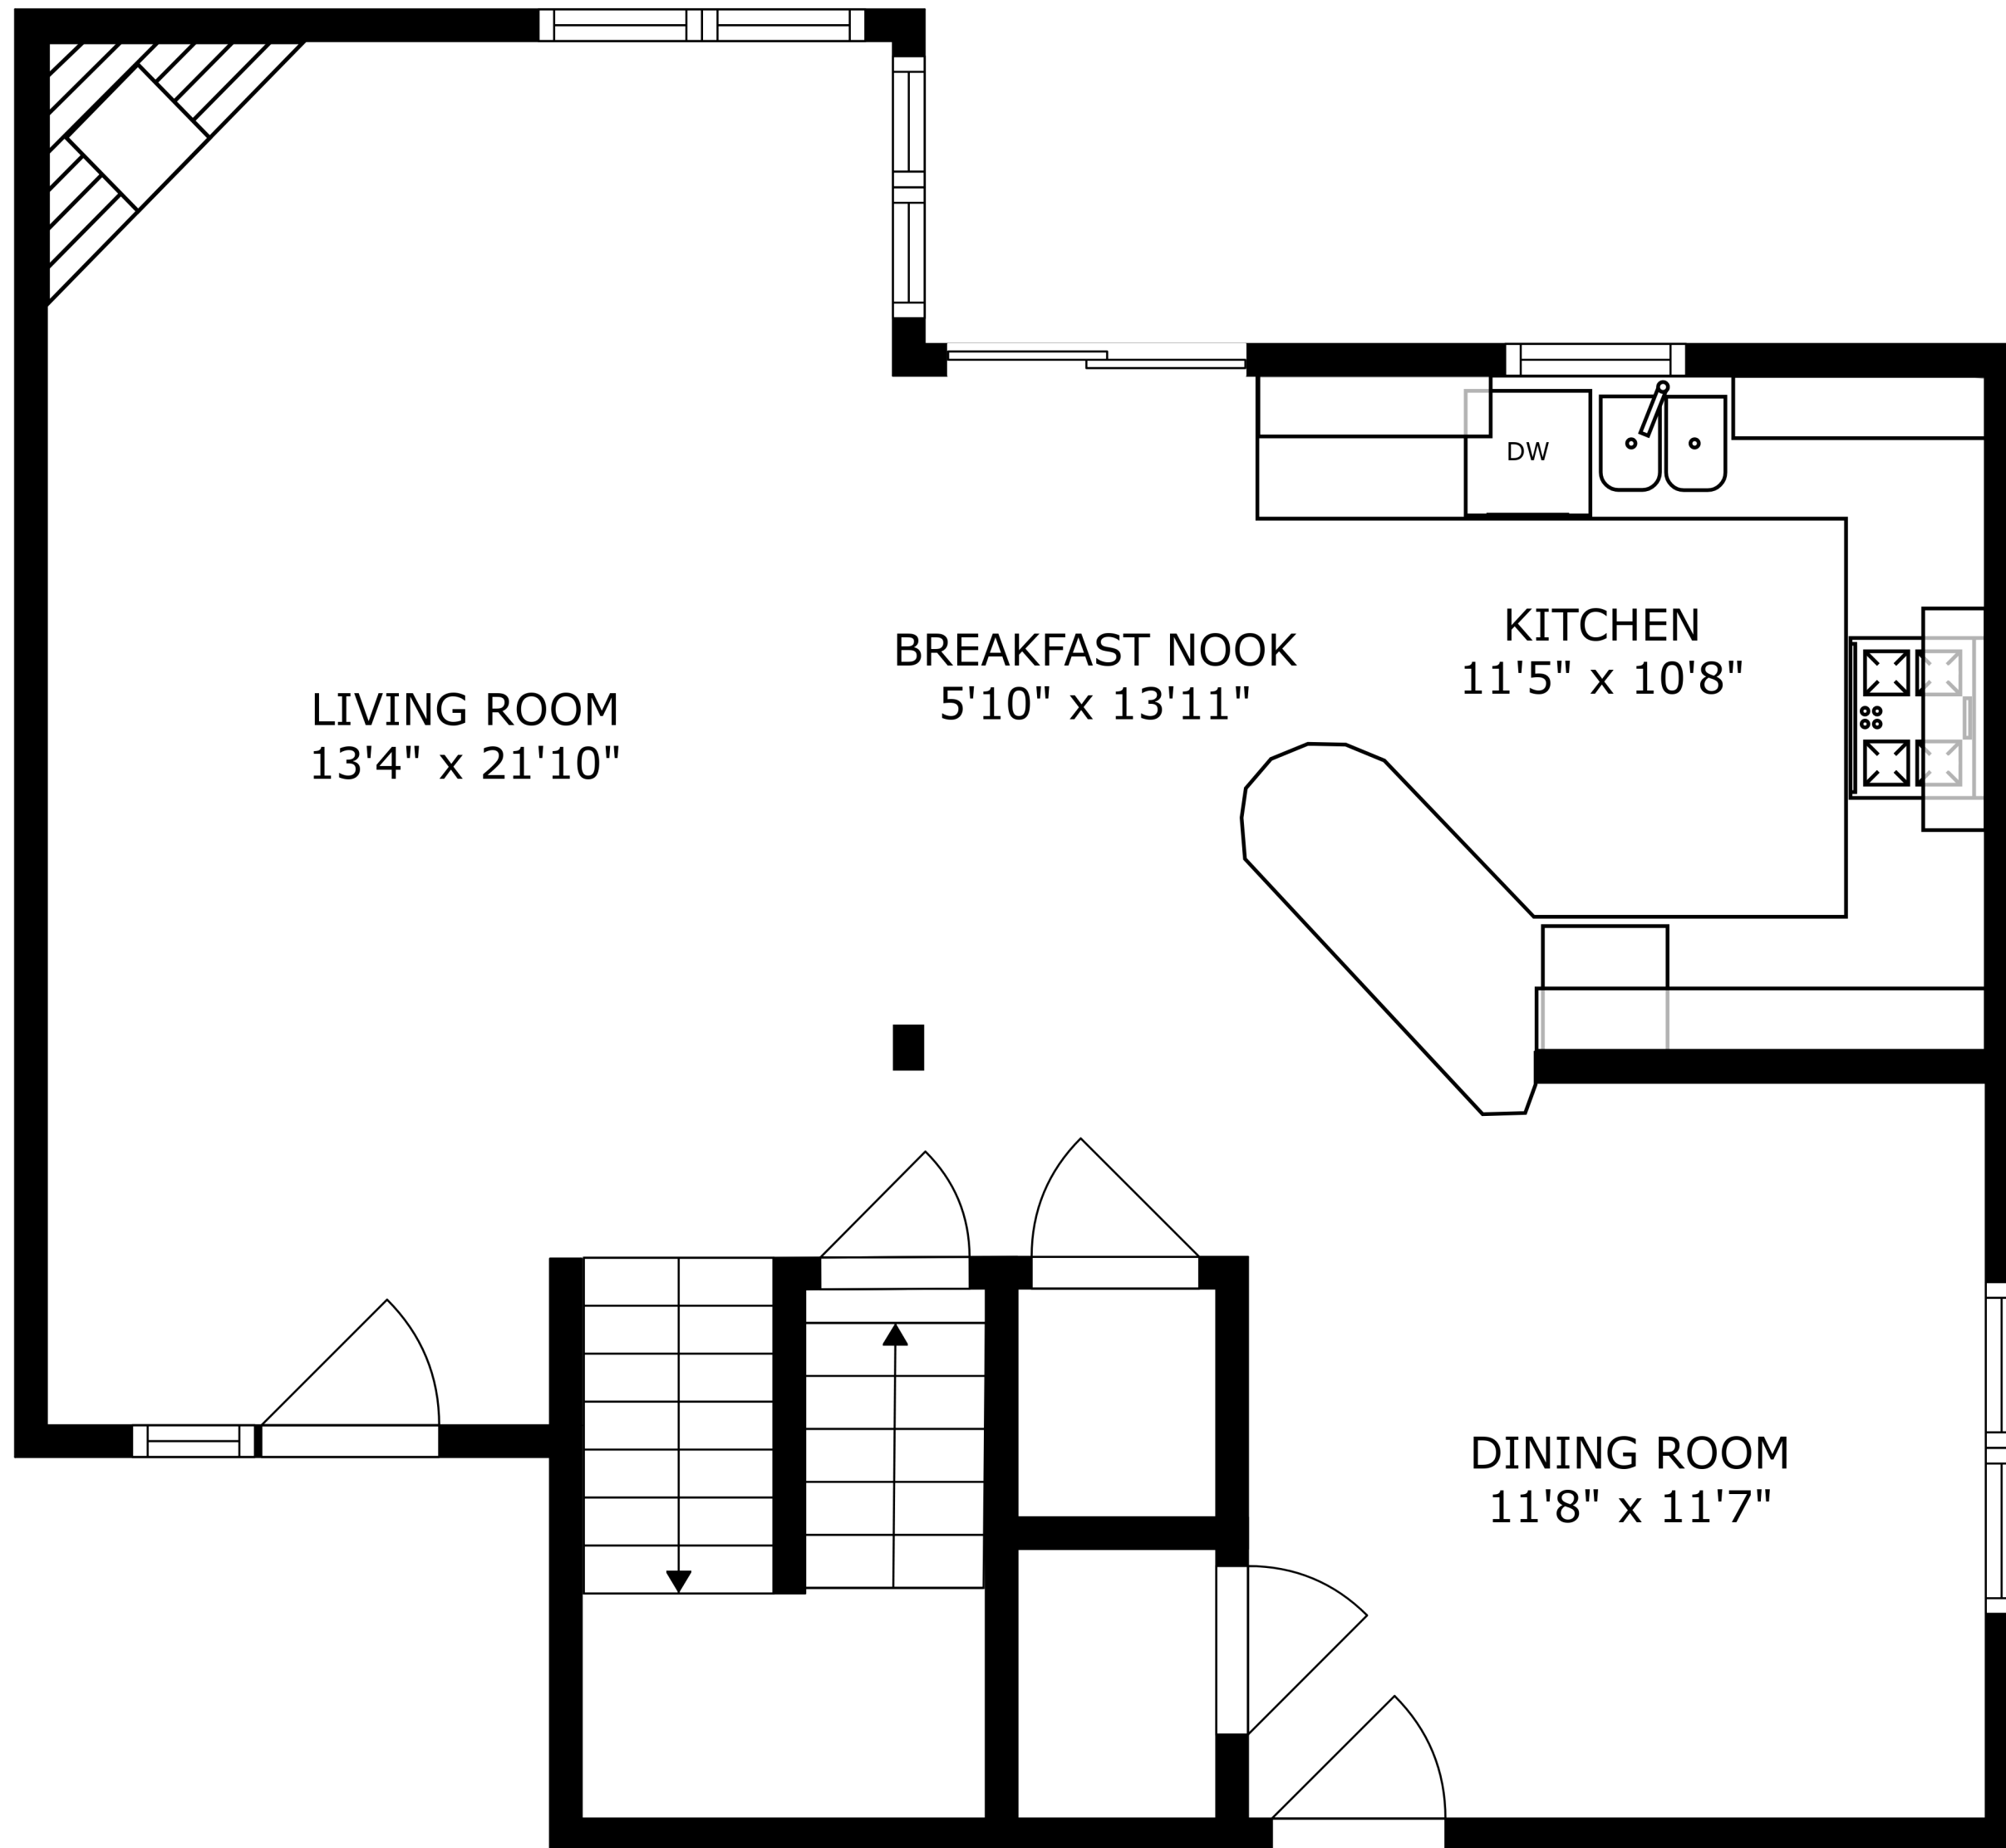 DW
KITCHEN
11'5" x 10'8"
BREAKFAST NOOK
5'10" x 13'11"
LIVING ROOM
13'4" x 21'10"
DINING ROOM
11'8" x 11'7"